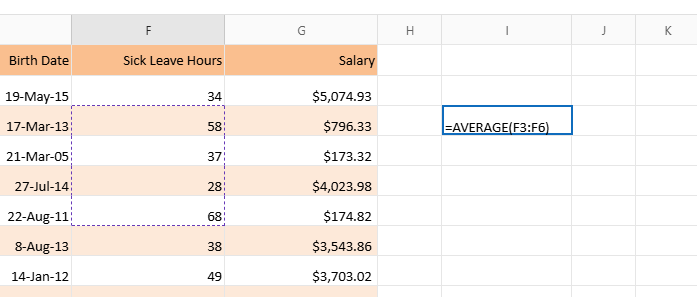 F G H I J K
Birth Date Sick Leave Hours Salary
19-May-15 34 $5,074.93
17-Mar-13 58 $796.33 =AVERAGE(F3:F6)
21-Mar-05 37 $173.32
27-Jul-14 28 $4,023.98
22-Aug-11 68 $174.82
8-Aug-13 38 $3,543.86
14-Jan-12 49 $3,703.02